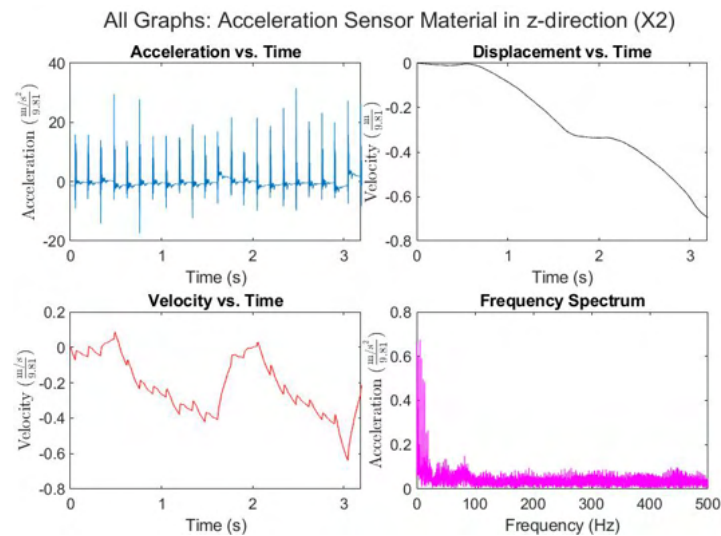 All Graphs: Acceleration Sensor Material in z-direction (X2)
Acceleration vs. Time
Acceleration (m/s²/9.81)
40
20
0
-20
0
1
2
3
Time (s)
Displacement vs. Time
Velocity (m/9.81)
0
-0.2
-0.4
-0.6
-0.8
0
1
2
3
Time (s)
Velocity vs. Time
Velocity (m/s/9.81)
0.2
0
-0.2
-0.4
-0.6
-0.8
0
1
2
3
Time (s)
Frequency Spectrum
Acceleration (m/s²/9.81)
0.8
0.6
0.4
0.2
0
0
100
200
300
400
500
Frequency (Hz)